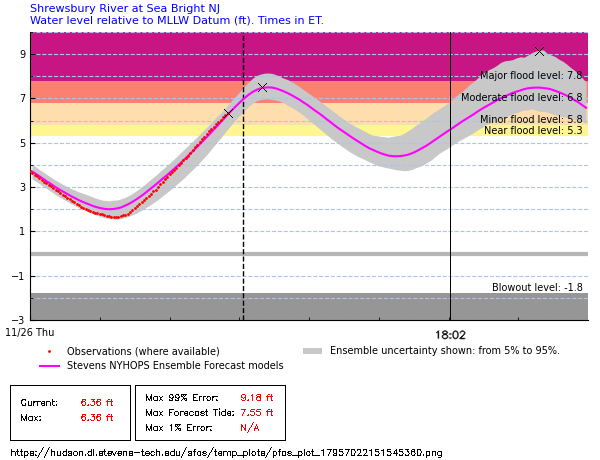 Shrewsbury River at Sea Bright NJ
Water level relative to MLLW Datum (ft). Times in ET.
9
Major flood level: 7.8
7
Moderate flood level: 6.8
Minor flood level: 5.8
Near flood level: 5.3
5
3
1
−1
Blowout level: -1.8
−3
11/26 Thu
18:02
Observations (where available)
Ensemble uncertainty shown: from 5% to 95%.
Stevens NYHOPS Ensemble Forecast models
Current: 6.36 ft
Max: 6.36 ft
Max 99% Error: 9.18 ft
Max Forecast Tide: 7.55 ft
Max 1% Error: N/A
https://hudson.dl.stevens-tech.edu/afos/temp_plots/pfos_plot_1795702215154536D.png